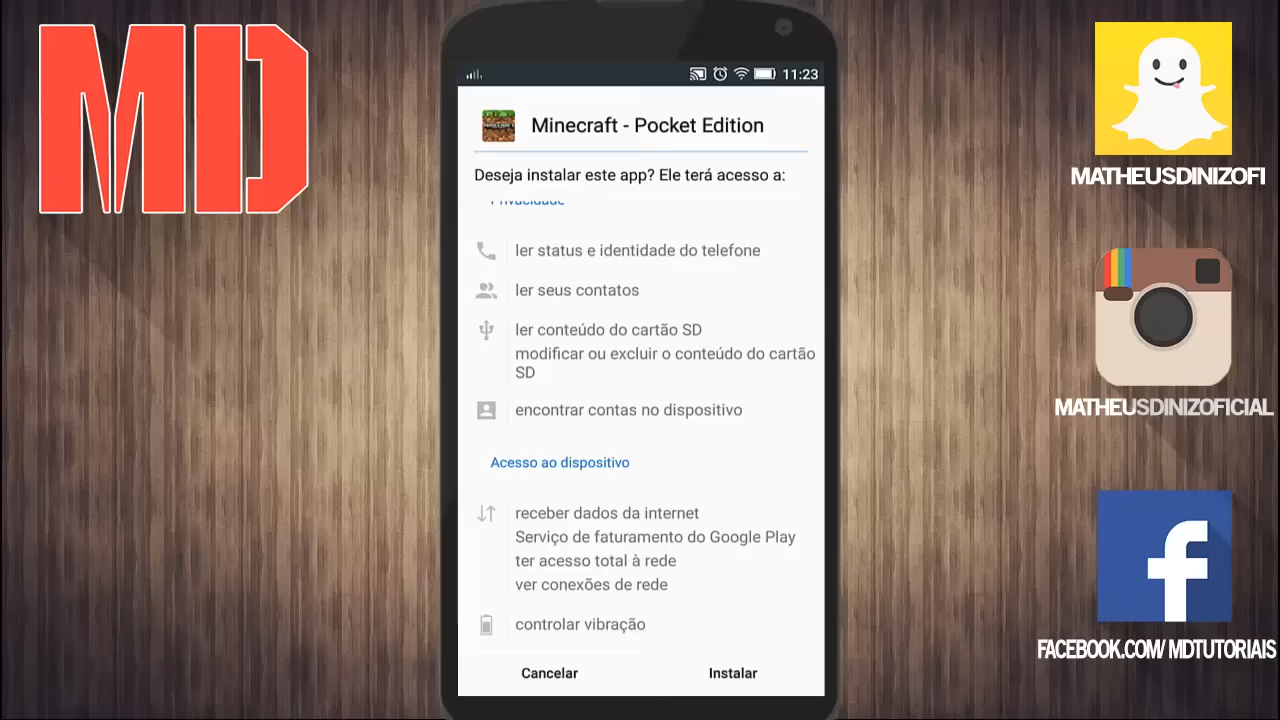 MD
11:23
Minecraft - Pocket Edition
Deseja instalar este app? Ele terá acesso a:
Privacidade
ler status e identidade do telefone
ler seus contatos
ler conteúdo do cartão SD
modificar ou excluir o conteúdo do cartão
SD
encontrar contas no dispositivo
Acesso ao dispositivo
receber dados da internet
Serviço de faturamento do Google Play
ter acesso total à rede
ver conexões de rede
controlar vibração
Cancelar
Instalar
MATHEUSDINIZOFI
MATHEUSDINIZOFICIAL
FACEBOOK.COM/ MDTUTORIAIS